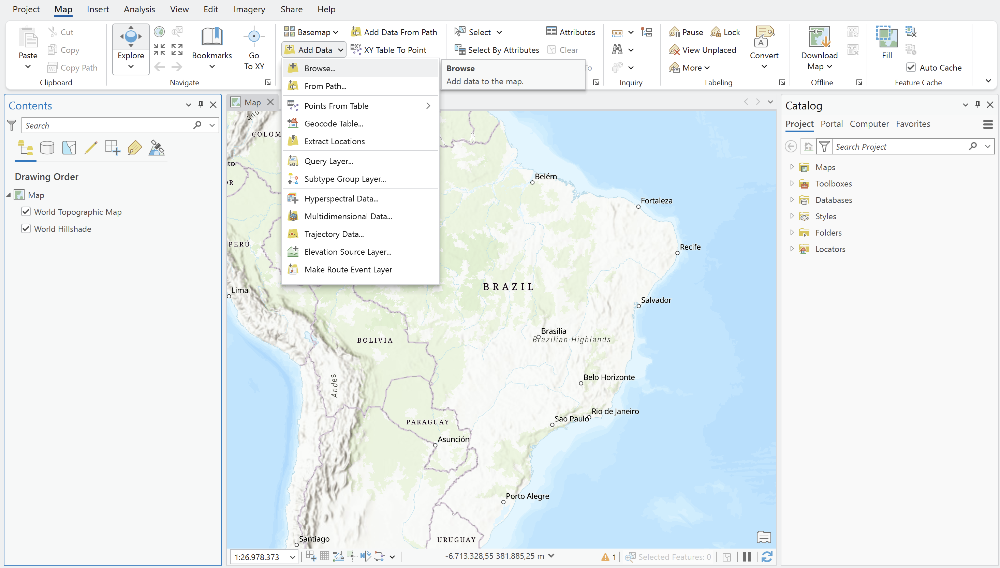 Project Map Insert Analysis View Edit Imagery Share Help
Paste
Cut
Copy
Copy Path
Clipboard
Explore
Bookmarks
Go
To XY
Navigate
Basemap
Add Data From Path
Add Data
XY Table To Point
Select
Attributes
Select By Attributes
Clear
To
Inquiry
Pause
Lock
View Unplaced
More
Labeling
Convert
Download
Map
Offline
Fill
Auto Cache
Feature Cache
Browse...
From Path...
Points From Table
Geocode Table...
Extract Locations
Query Layer...
Subtype Group Layer...
Hyperspectral Data...
Multidimensional Data...
Trajectory Data...
Elevation Source Layer...
Make Route Event Layer
Browse
Add data to the map.
Contents
Search
Drawing Order
Map
World Topographic Map
World Hillshade
Map
COLOM
ito
OR
PERÚ
Lima
Belém
Fortaleza
Recife
BRAZIL
Salvador
Brasília
Brazilian Highlands
BOLIVIA
Andes
Belo Horizonte
Rio de Janeiro
Sao Paulo
PARAGUAY
Asunción
Porto Alegre
Santiago
URUGUAY
1:26.978.373
-6.713.328,55 381.885,25 m
1
Selected Features: 0
Catalog
Project Portal Computer Favorites
Search Project
Maps
Toolboxes
Databases
Styles
Folders
Locators